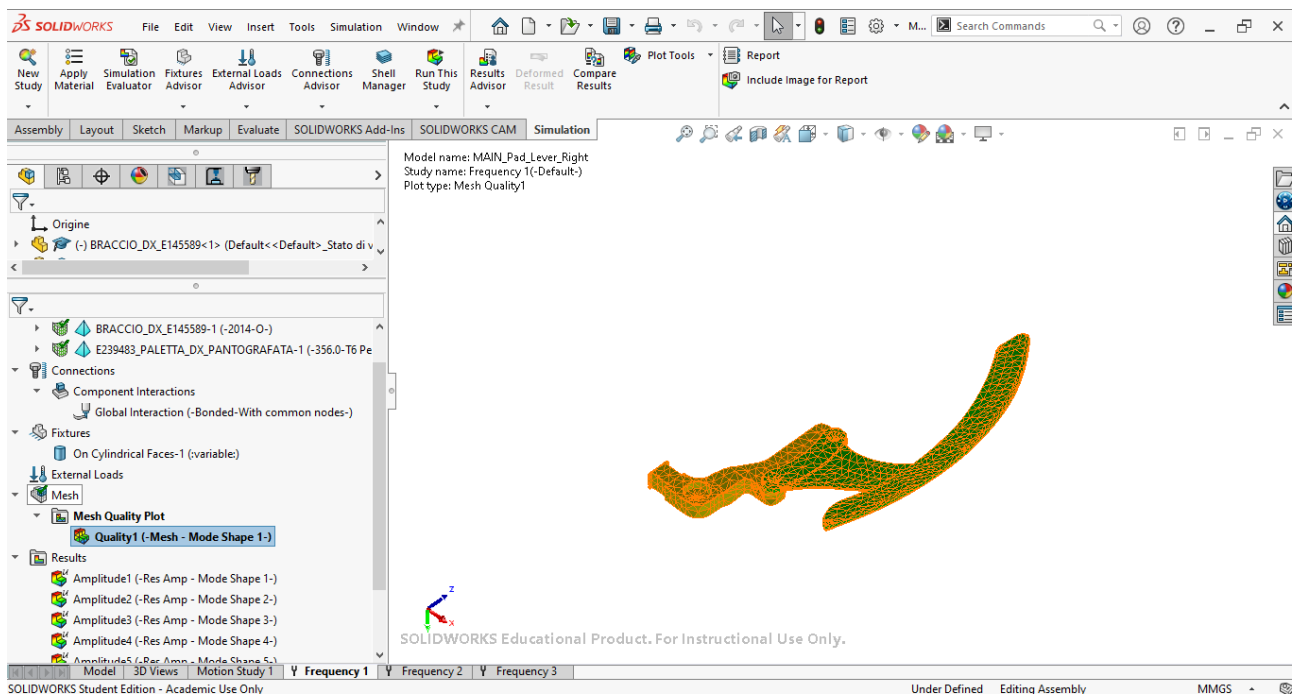 SOLIDWORKS File Edit View Insert Tools Simulation Window M... Search Commands
New Study Apply Material Simulation Evaluator Fixtures Advisor External Loads Advisor Connections Advisor Shell Manager Run This Study Results Advisor Deformed Result Compare Results Plot Tools Report
Include Image for Report
Assembly Layout Sketch Markup Evaluate SOLIDWORKS Add-Ins SOLIDWORKS CAM Simulation
Model name: MAIN_Pad_Lever_Right
Study name: Frequency 1(-Default-)
Plot type: Mesh Quality1
Origine
(-) BRACCIO_DX_E145589<1> (Default<<Default>_Stato di v
BRACCIO_DX_E145589-1 (-2014-O-)
E239483_PALETTA_DX_PANTOGRAFATA-1 (-356.0-T6 Pe
Connections
Component Interactions
Global Interaction (-Bonded-With common nodes-)
Fixtures
On Cylindrical Faces-1 (:variable:)
External Loads
Mesh
Mesh Quality Plot
Quality1 (-Mesh - Mode Shape 1-)
Results
Amplitude1 (-Res Amp - Mode Shape 1-)
Amplitude2 (-Res Amp - Mode Shape 2-)
Amplitude3 (-Res Amp - Mode Shape 3-)
Amplitude4 (-Res Amp - Mode Shape 4-)
Amplitude5 (-Res Amp - Mode Shape 5-)
z
x
SOLIDWORKS Educational Product. For Instructional Use Only.
Model 3D Views Motion Study 1 Frequency 1 Frequency 2 Frequency 3
SOLIDWORKS Student Edition - Academic Use Only Under Defined Editing Assembly MMGS